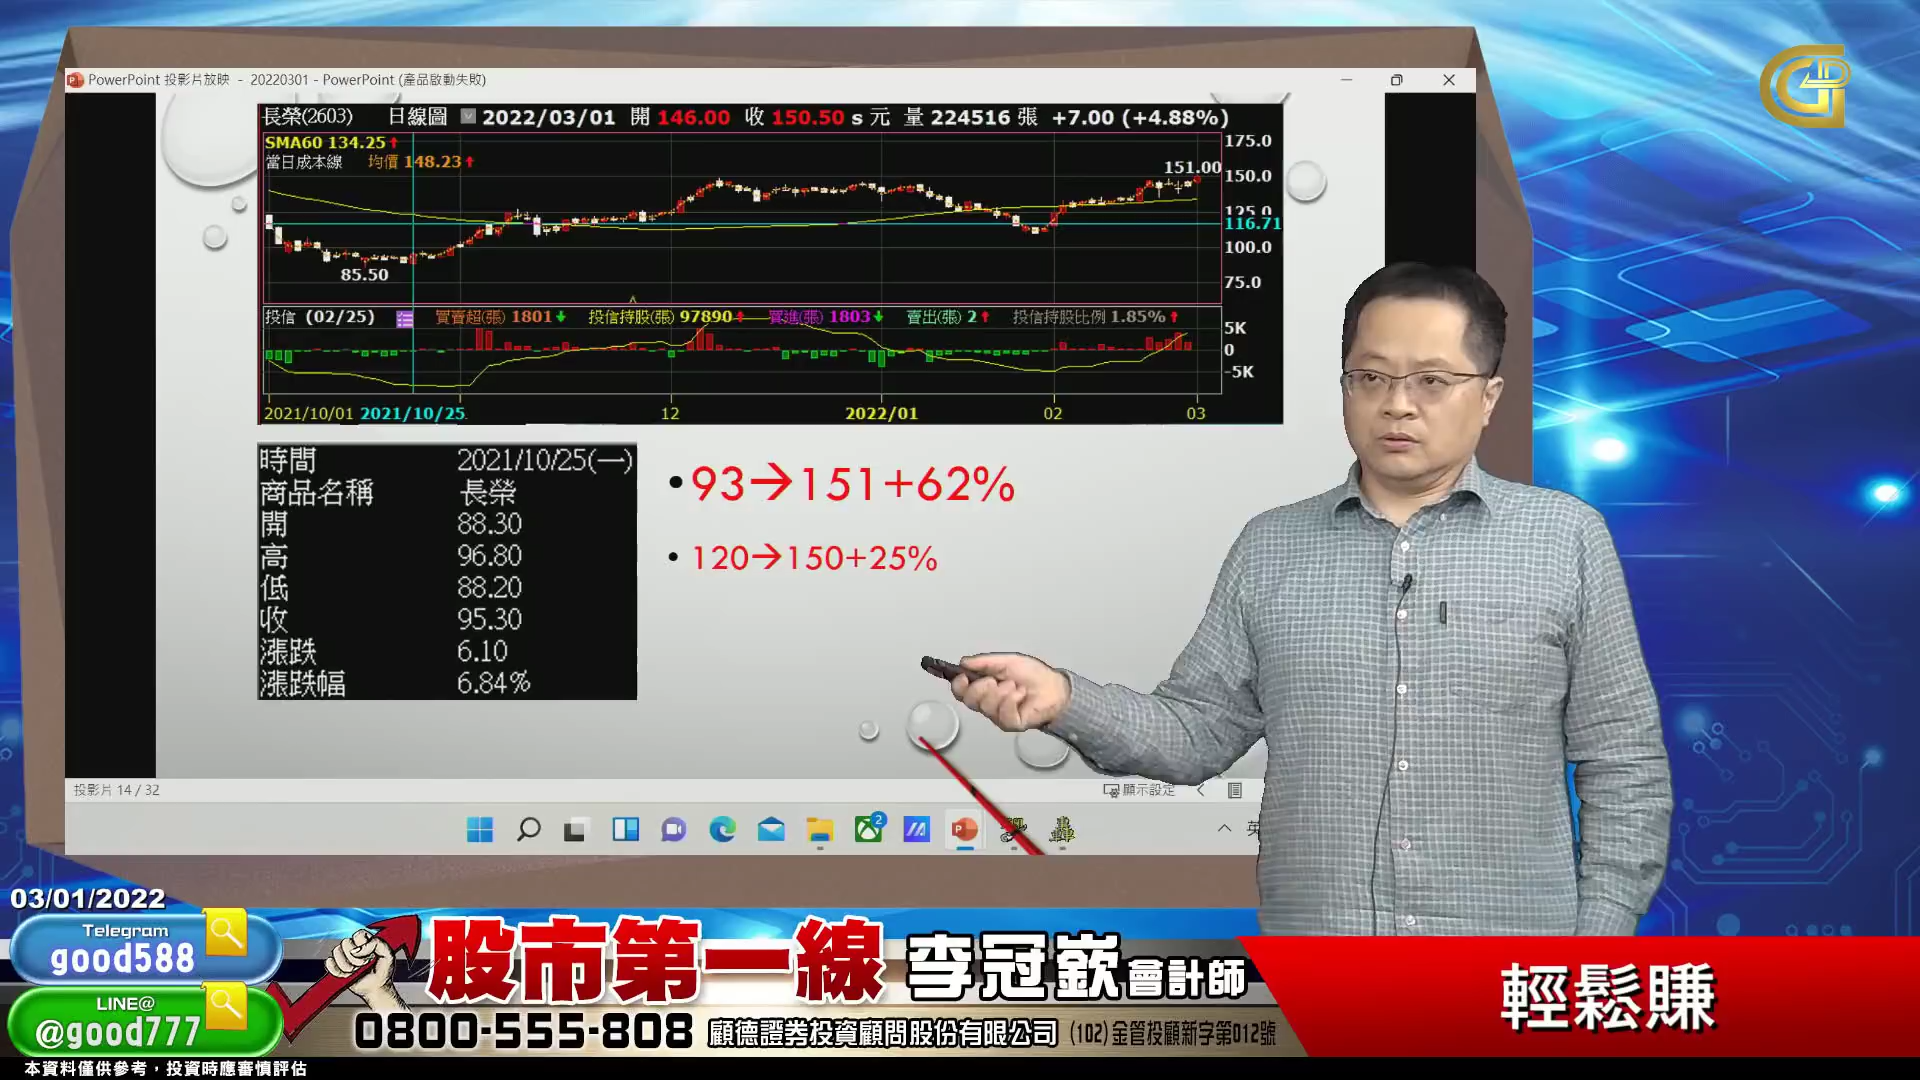 PowerPoint 投影片放映 - 20220301 - PowerPoint (產品啟動失敗)
長榮(2603) 日線圖 2022/03/01 開 146.00 收 150.50 s 元 量 224516 張 +7.00 (+4.88%)
SMA60 134.25
當日成本線 均價 148.23
175.0
151.00
150.0
125.0
116.71
100.0
85.50
75.0
投信 (02/25) 買賣超(張) 1801 投信持股(張) 97890 買進(張) 1803 賣出(張) 2 投信持股比例 1.85%
5K
0
-5K
2021/10/01 2021/10/25 12 2022/01 02 03
時間 2021/10/25(一)
商品名稱 長榮
開 88.30
高 96.80
低 88.20
收 95.30
漲跌 6.10
漲跌幅 6.84%
•93→151+62%
•120→150+25%
投影片 14 / 32
顯示設定
2
英
03/01/2022
Telegram
good588
LINE@
@good777
股市第一線 李冠嶔 會計師
0800-555-808 顧德證券投資顧問股份有限公司 (102)金管投顧新字第012號
輕鬆賺
本資料僅供參考，投資時應審慎評估